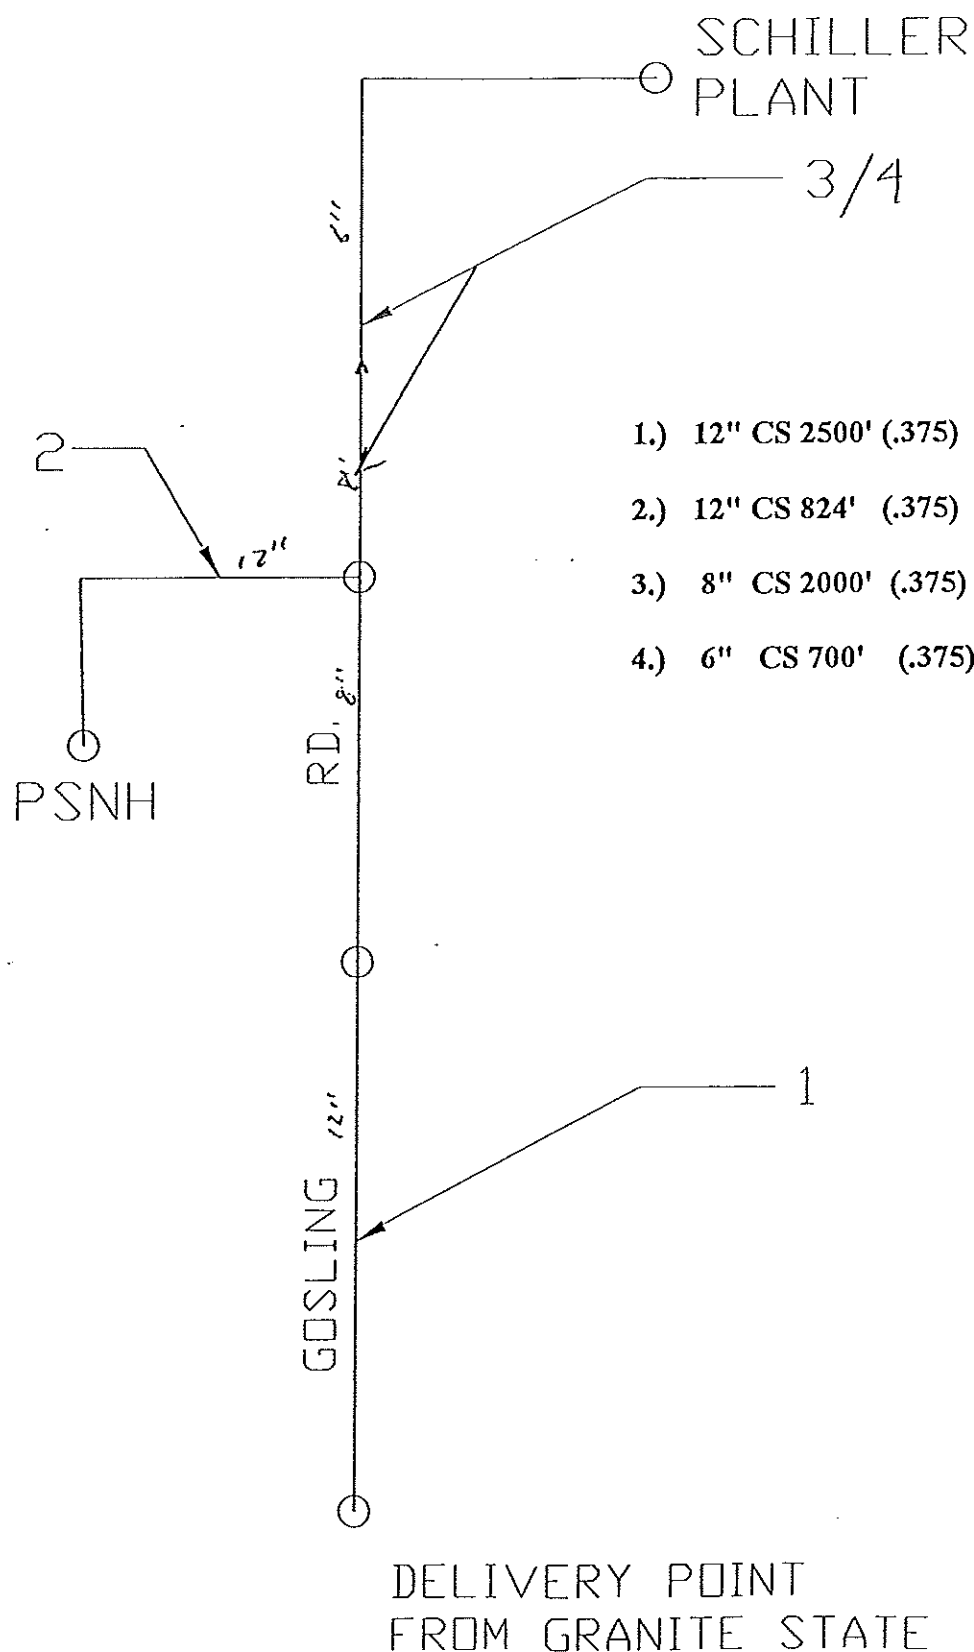 SCHILLER
PLANT
3/4
2
12"
1.) 12" CS 2500' (.375)
2.) 12" CS 824' (.375)
3.) 8" CS 2000' (.375)
4.) 6" CS 700' (.375)
8"
RD.
PSNH
12"
1
GOSLING
DELIVERY POINT
FROM GRANITE STATE